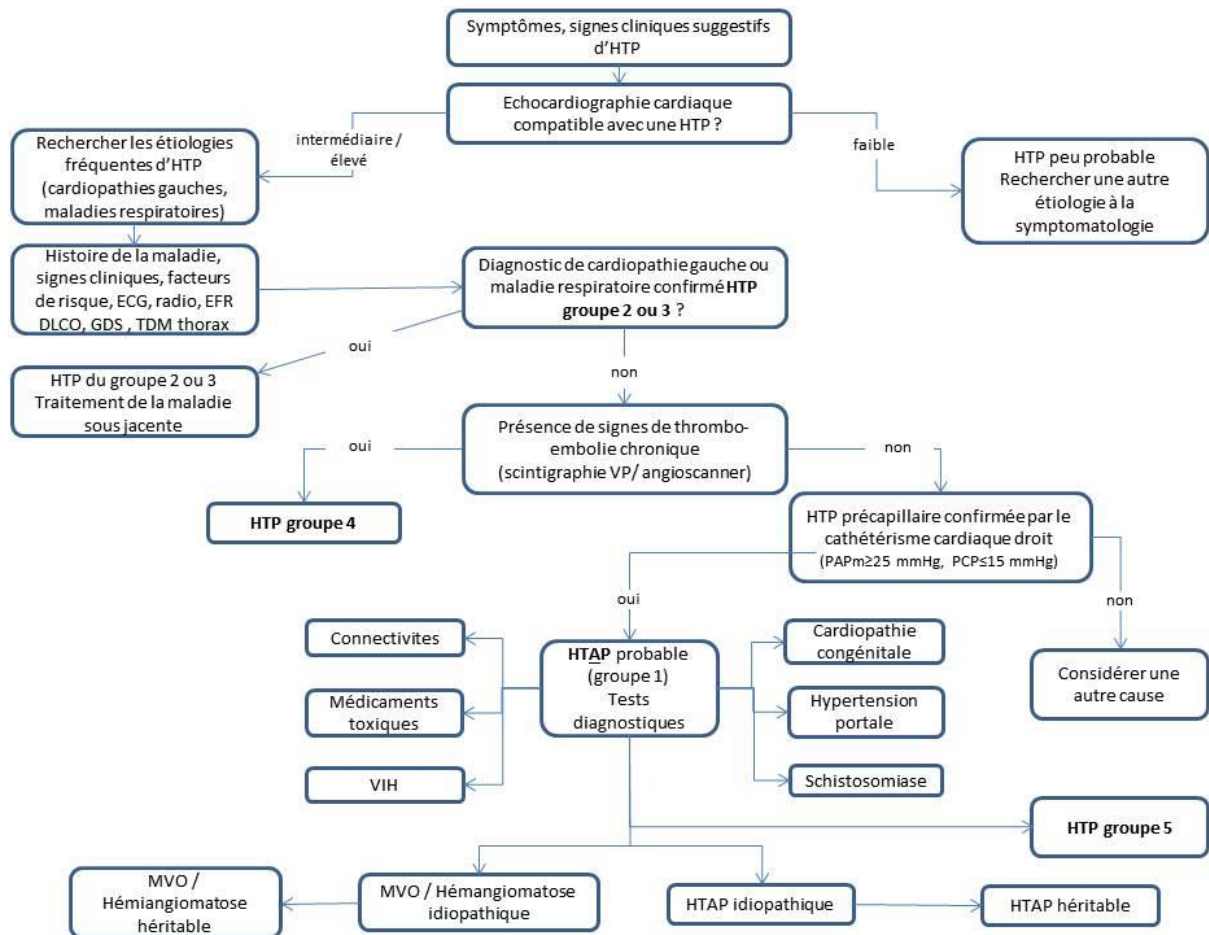 Symptômes, signes cliniques suggestifs
d'HTP
Echocardiographie cardiaque
compatible avec une HTP ?
intermédiaire /
élevé
faible
Rechercher les étiologies
fréquentes d'HTP
(cardiopathies gauches,
maladies respiratoires)
HTP peu probable
Rechercher une autre
étiologie à la
symptomatologie
Histoire de la maladie,
signes cliniques, facteurs
de risque, ECG, radio, EFR
DLCO, GDS , TDM thorax
Diagnostic de cardiopathie gauche ou
maladie respiratoire confirmé HTP
groupe 2 ou 3 ?
oui
non
HTP du groupe 2 ou 3
Traitement de la maladie
sous jacente
Présence de signes de thrombo-
embolie chronique
(scintigraphie VP/ angioscanner)
oui
non
HTP groupe 4
HTP précapillaire confirmée par le
cathétérisme cardiaque droit
(PAPm≥25 mmHg, PCP≤15 mmHg)
oui
non
Connectivites
Médicaments
toxiques
VIH
HTAP probable
(groupe 1)
Tests
diagnostiques
Cardiopathie
congénitale
Hypertension
portale
Schistosomiase
Considérer une
autre cause
HTP groupe 5
MVO /
Hémiangiomatose
héritable
MVO / Hémangiomatose
idiopathique
HTAP idiopathique
HTAP héritable